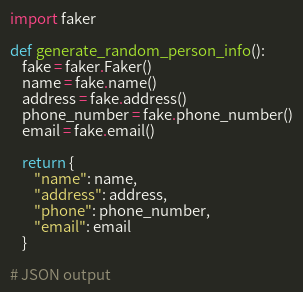 import faker

def generate_random_person_info():
    fake = faker.Faker()
    name = fake.name()
    address = fake.address()
    phone_number = fake.phone_number()
    email = fake.email()

    return {
        "name": name,
        "address": address,
        "phone": phone_number,
        "email": email
    }

# JSON output